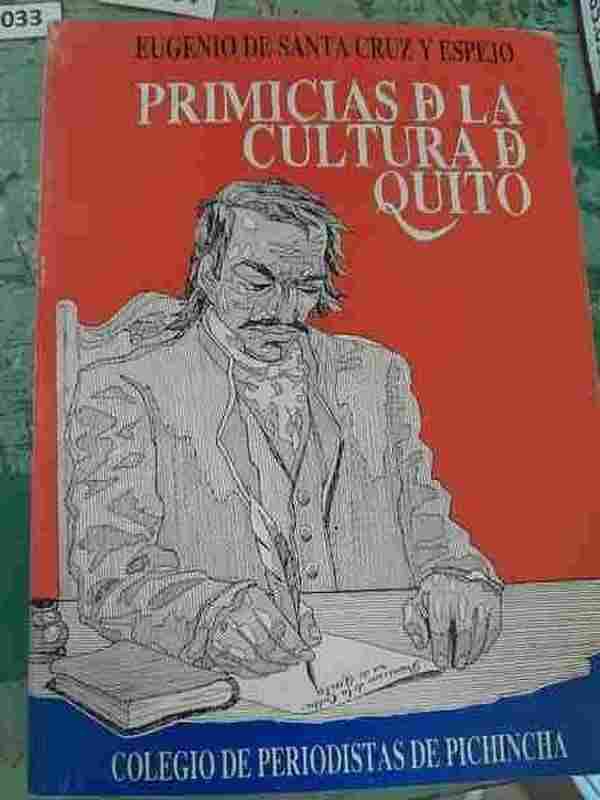 033
EUGENIO DE SANTA CRUZ Y ESPEJO
PRIMICIAS D LA
CULTURA D
QUITO
COLEGIO DE PERIODISTAS DE PICHINCHA